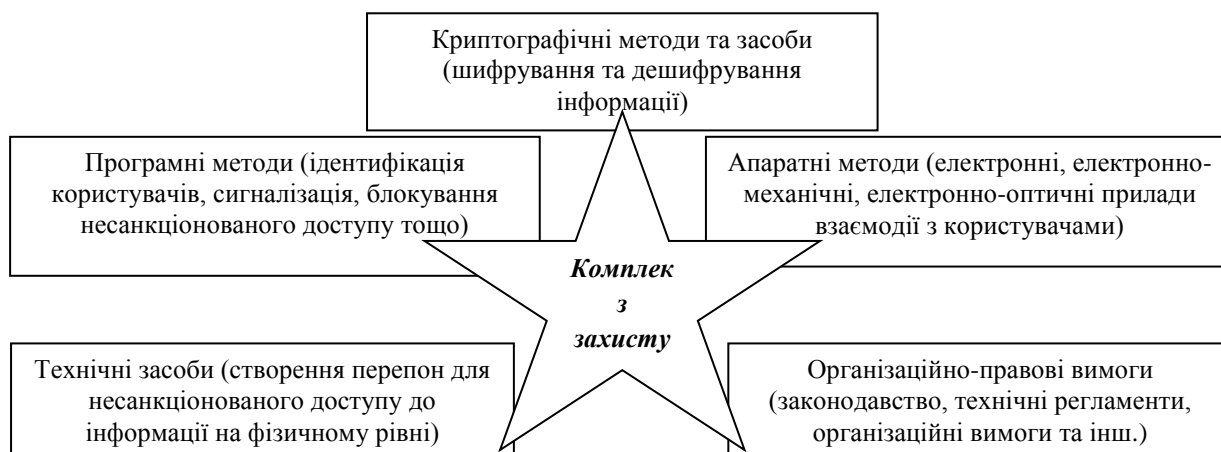 Криптографічні методи та засоби
(шифрування та дешифрування
інформації)
Програмні методи (ідентифікація
користувачів, сигналізація, блокування
несанкціонованого доступу тощо)
Апаратні методи (електронні, електронно-
механічні, електронно-оптичні прилади
взаємодії з користувачами)
Комплек
з
захисту
Технічні засоби (створення перепон для
несанкціонованого доступу до
інформації на фізичному рівні)
Організаційно-правові вимоги
(законодавство, технічні регламенти,
організаційні вимоги та інш.)